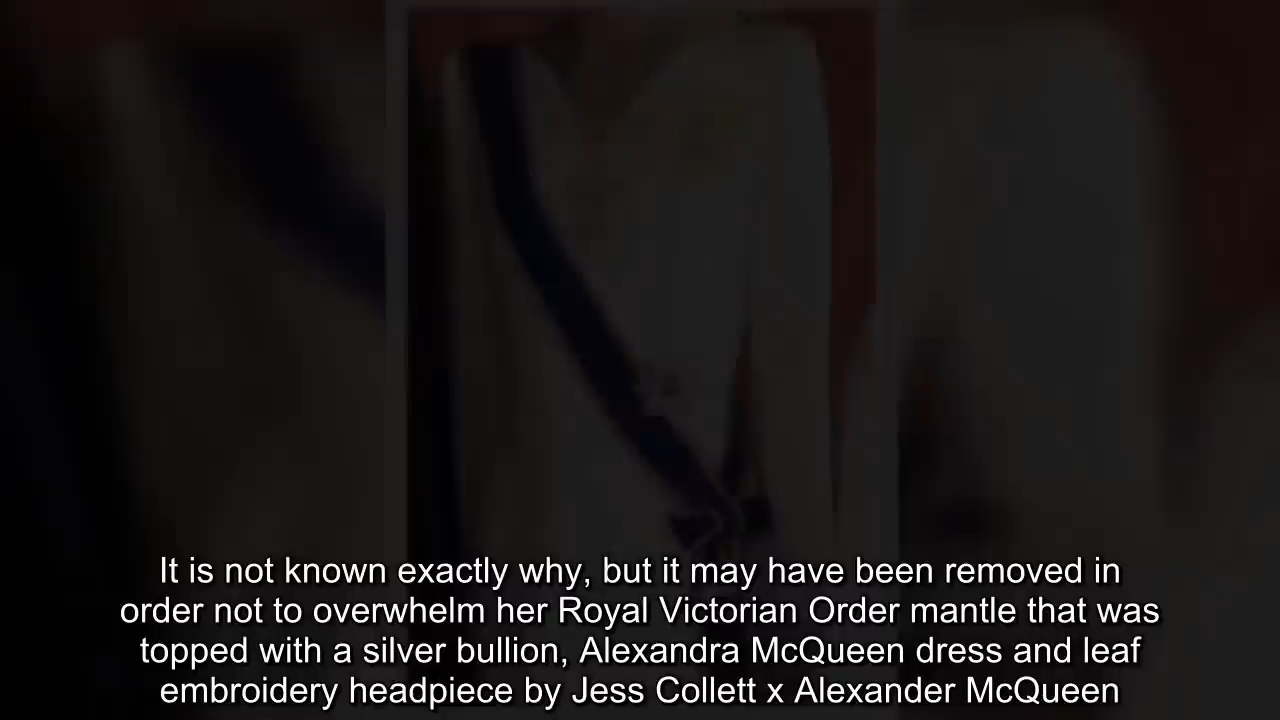 It is not known exactly why, but it may have been removed in
order not to overwhelm her Royal Victorian Order mantle that was
topped with a silver bullion, Alexandra McQueen dress and leaf
embroidery headpiece by Jess Collett x Alexander McQueen